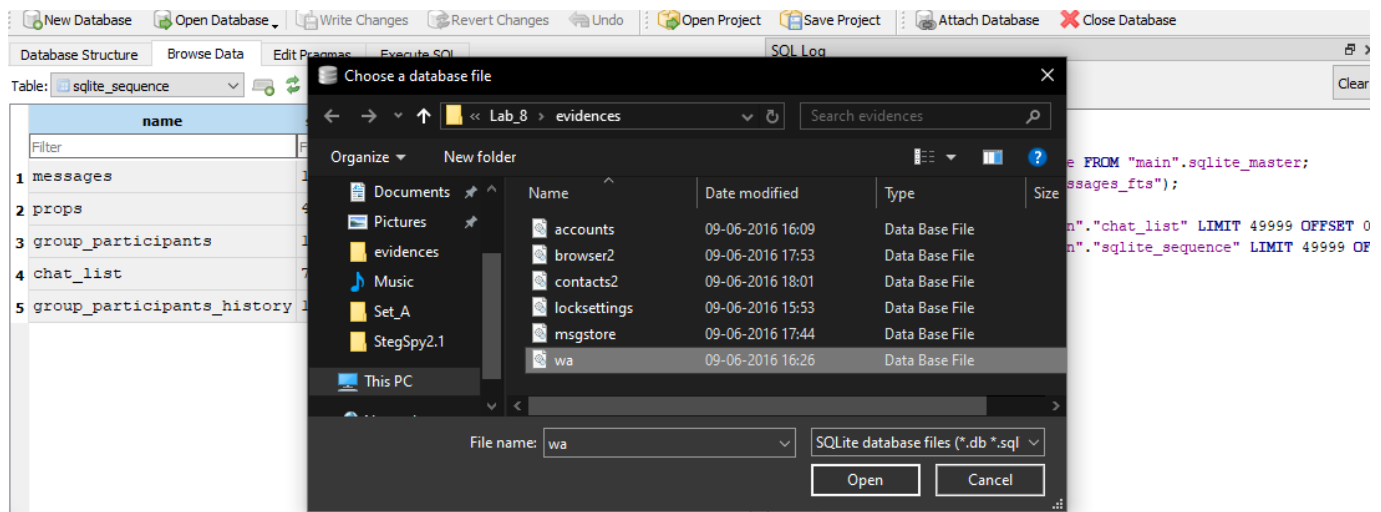 New Database Open Database Write Changes Revert Changes Undo Open Project Save Project Attach Database Close Database
Database Structure Browse Data Edit Pragmas Execute SQL SQL Log
Table: sqlite_sequence Clear
name
Filter
1 messages
2 props
3 group_participants
4 chat_list
5 group_participants_history
Choose a database file
« Lab_8 › evidences Search evidences
Organize New folder
Documents
Pictures
evidences
Music
Set_A
StegSpy2.1
This PC
Name Date modified Type Size
accounts 09-06-2016 16:09 Data Base File
browser2 09-06-2016 17:53 Data Base File
contacts2 09-06-2016 18:01 Data Base File
locksettings 09-06-2016 15:53 Data Base File
msgstore 09-06-2016 17:44 Data Base File
wa 09-06-2016 16:26 Data Base File
File name: wa SQLite database files (*.db *.sql
Open Cancel
e FROM "main".sqlite_master;
ssages_fts");
n"."chat_list" LIMIT 49999 OFFSET 0
n"."sqlite_sequence" LIMIT 49999 OF